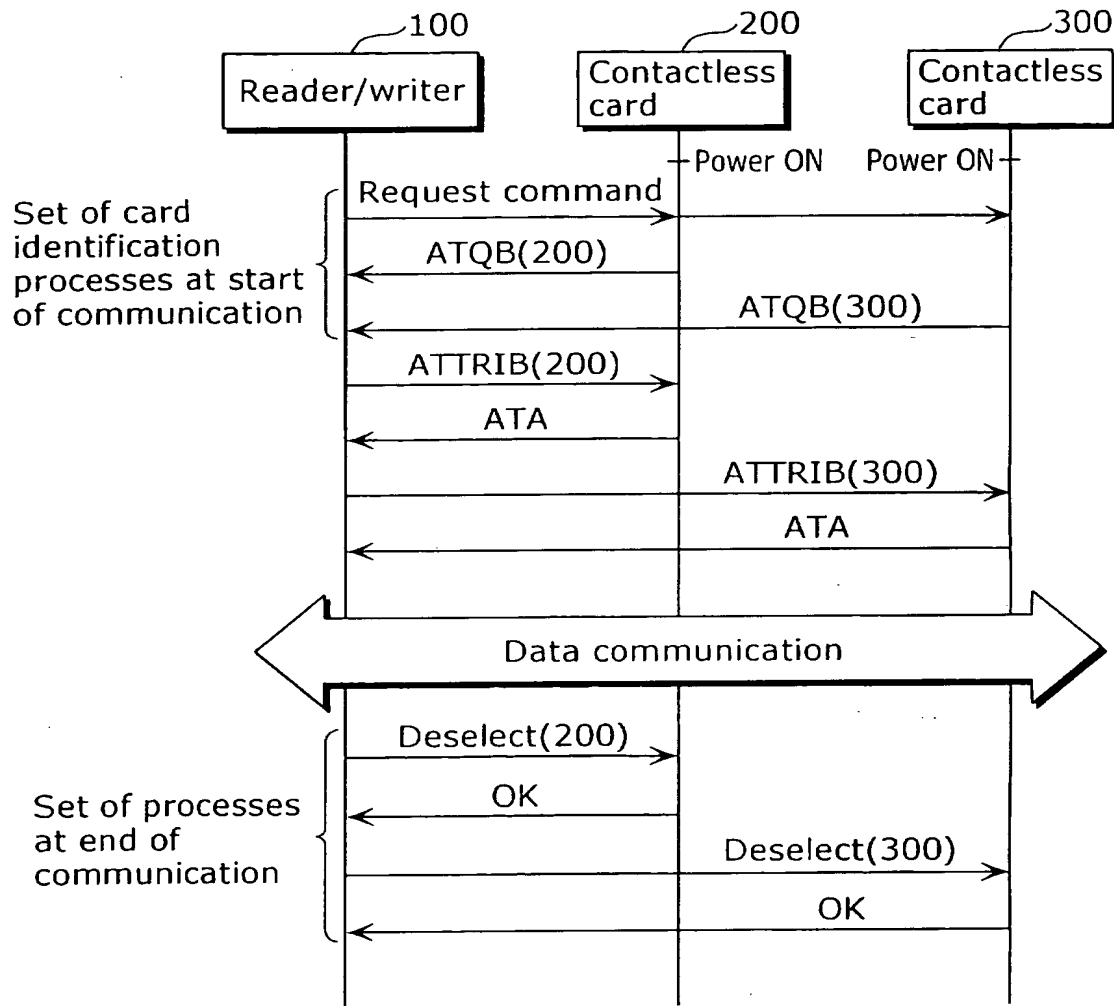 100
200
300
Reader/writer
Contactless
card
Contactless
card
Power ON
Power ON
Request command
Set of card
identification
processes at start
of communication
ATQB(200)
ATQB(300)
ATTRIB(200)
ATA
ATTRIB(300)
ATA
Data communication
Deselect(200)
OK
Set of processes
at end of
communication
Deselect(300)
OK